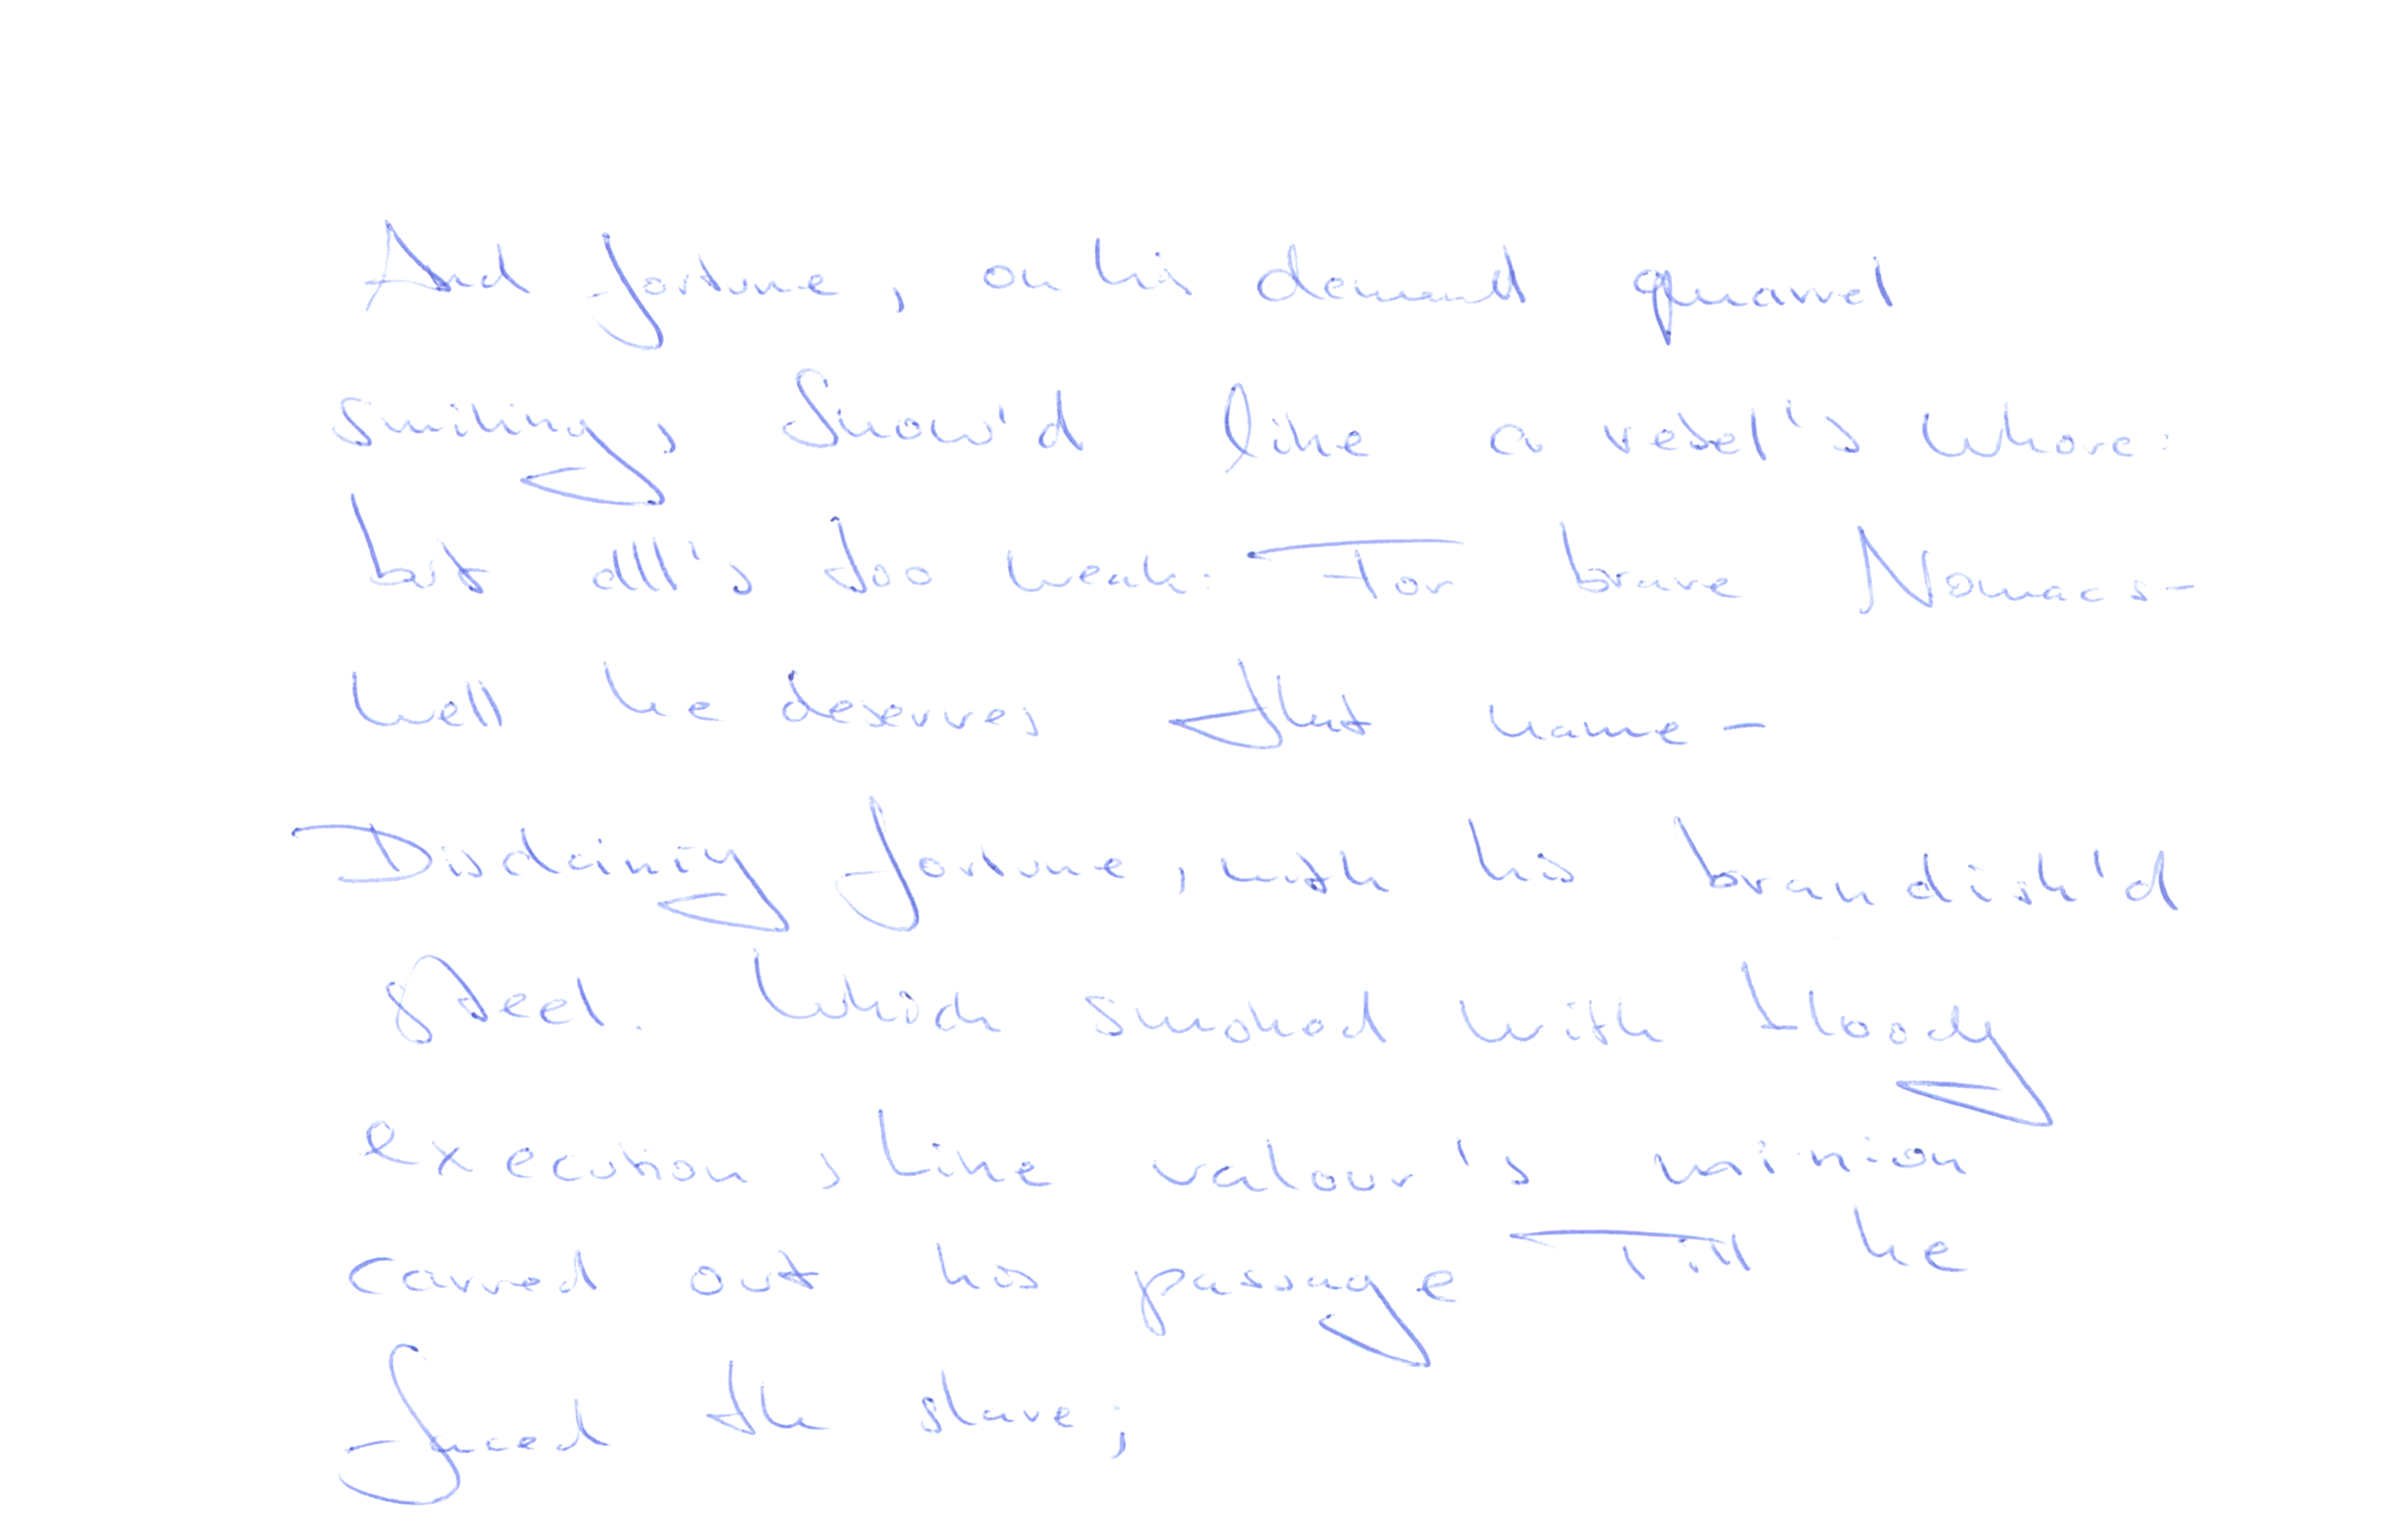 And fortune, on his demand quarrel
smiling, Show'd like a rebel's whore:
but all's too weak: For brave Nomacs-
well he deserves that name-
Disdaining fortune, with his brandish'd
Steel. Which smoked with bloody
execution, like valour's minion
carved out his passage Till he
faced the slave;